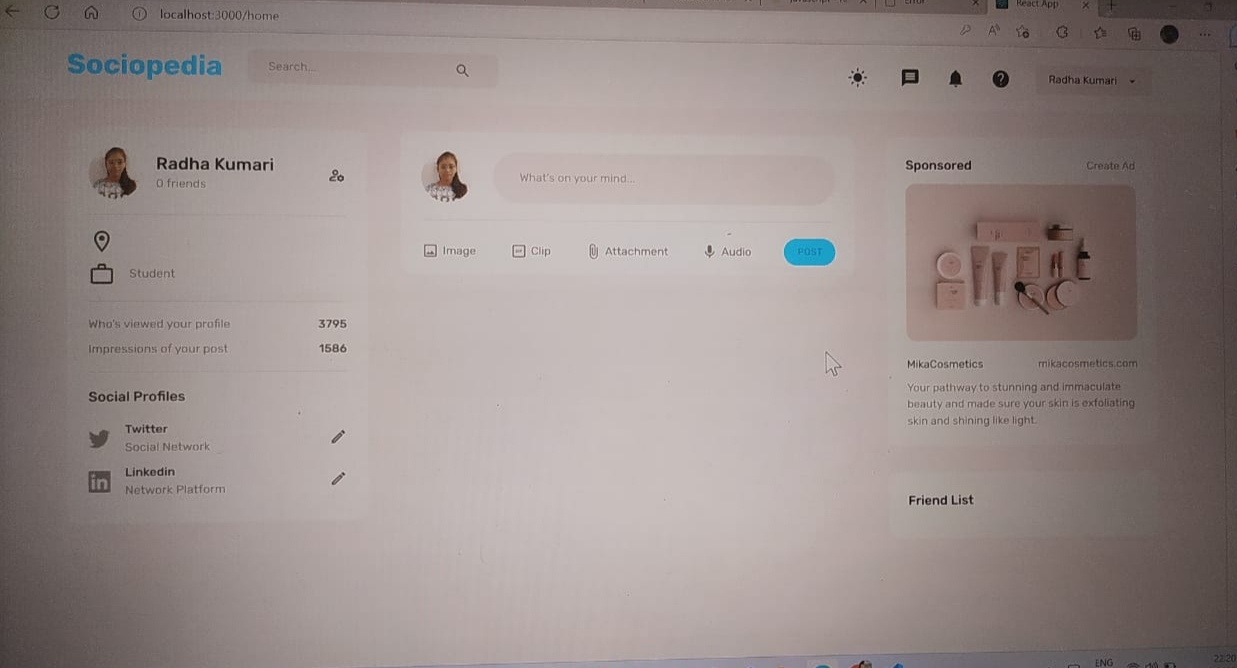 React App
localhost:3000/home
Sociopedia
Search...
Radha Kumari
Radha Kumari
0 friends
Student
Who's viewed your profile 3795
Impressions of your post 1586
Social Profiles
Twitter
Social Network
Linkedin
Network Platform
What's on your mind...
Image Clip Attachment Audio POST
Sponsored Create Ad
MikaCosmetics mikacosmetics.com
Your pathway to stunning and immaculate
beauty and made sure your skin is exfoliating
skin and shining like light.
Friend List
ENG
22:20